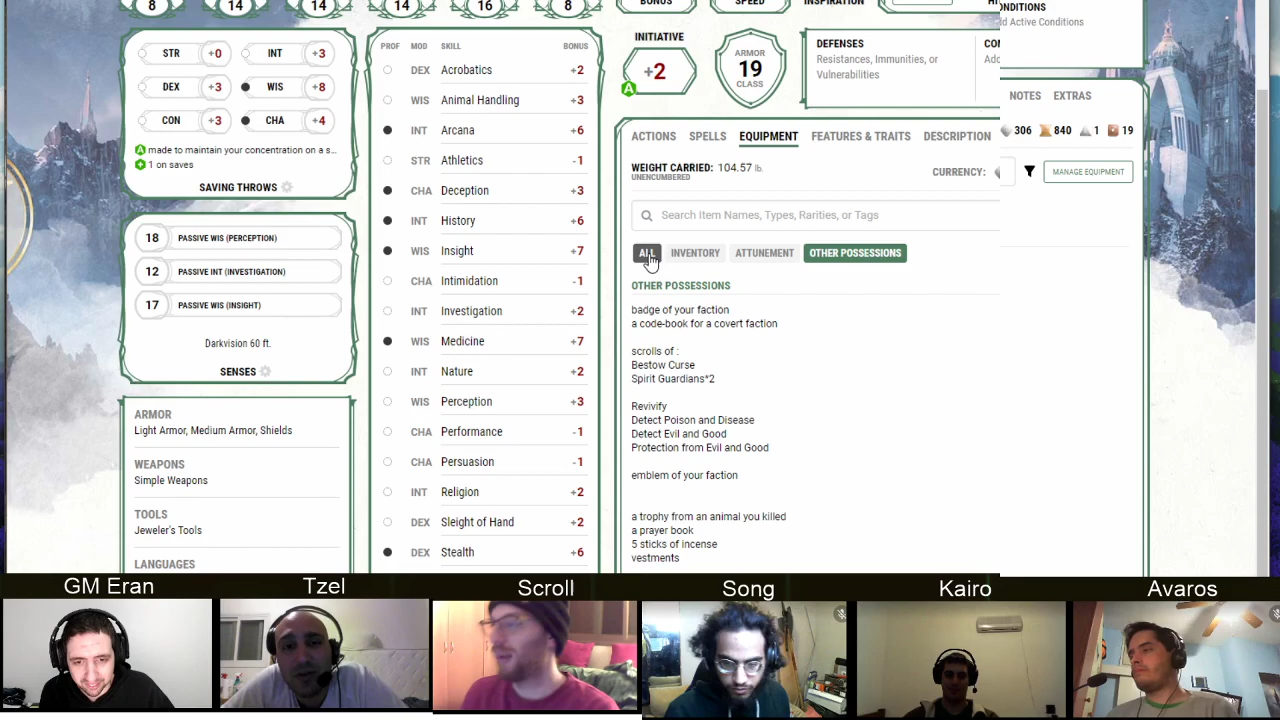 8 14 14 14 16 8
BONUS SPEED INSPIRATION
ONDITIONS
dd Active Conditions
STR +0 INT +3
DEX +3 WIS +8
CON +3 CHA +4
A made to maintain your concentration on a s...
1 on saves
SAVING THROWS
18 PASSIVE WIS (PERCEPTION)
12 PASSIVE INT (INVESTIGATION)
17 PASSIVE WIS (INSIGHT)
Darkvision 60 ft.
SENSES
ARMOR
Light Armor, Medium Armor, Shields
WEAPONS
Simple Weapons
TOOLS
Jeweler's Tools
LANGUAGES
PROF MOD SKILL BONUS
DEX Acrobatics +2
WIS Animal Handling +3
INT Arcana +6
STR Athletics -1
CHA Deception +3
INT History +6
WIS Insight +7
CHA Intimidation -1
INT Investigation +2
WIS Medicine +7
INT Nature +2
WIS Perception +3
CHA Performance -1
CHA Persuasion -1
INT Religion +2
DEX Sleight of Hand +2
DEX Stealth +6
INITIATIVE
+2
A
ARMOR
19
CLASS
DEFENSES
Resistances, Immunities, or
Vulnerabilities
CON
Add
ACTIONS SPELLS EQUIPMENT FEATURES & TRAITS DESCRIPTION NOTES EXTRAS
WEIGHT CARRIED: 104.57 lb.
UNENCUMBERED
CURRENCY:
306 840 1 19
MANAGE EQUIPMENT
Search Item Names, Types, Rarities, or Tags
ALL INVENTORY ATTUNEMENT OTHER POSSESSIONS
OTHER POSSESSIONS
badge of your faction
a code-book for a covert faction
scrolls of :
Bestow Curse
Spirit Guardians*2
Revivify
Detect Poison and Disease
Detect Evil and Good
Protection from Evil and Good
emblem of your faction
a trophy from an animal you killed
a prayer book
5 sticks of incense
vestments
GM Eran Tzel Scroll Song Kairo Avaros